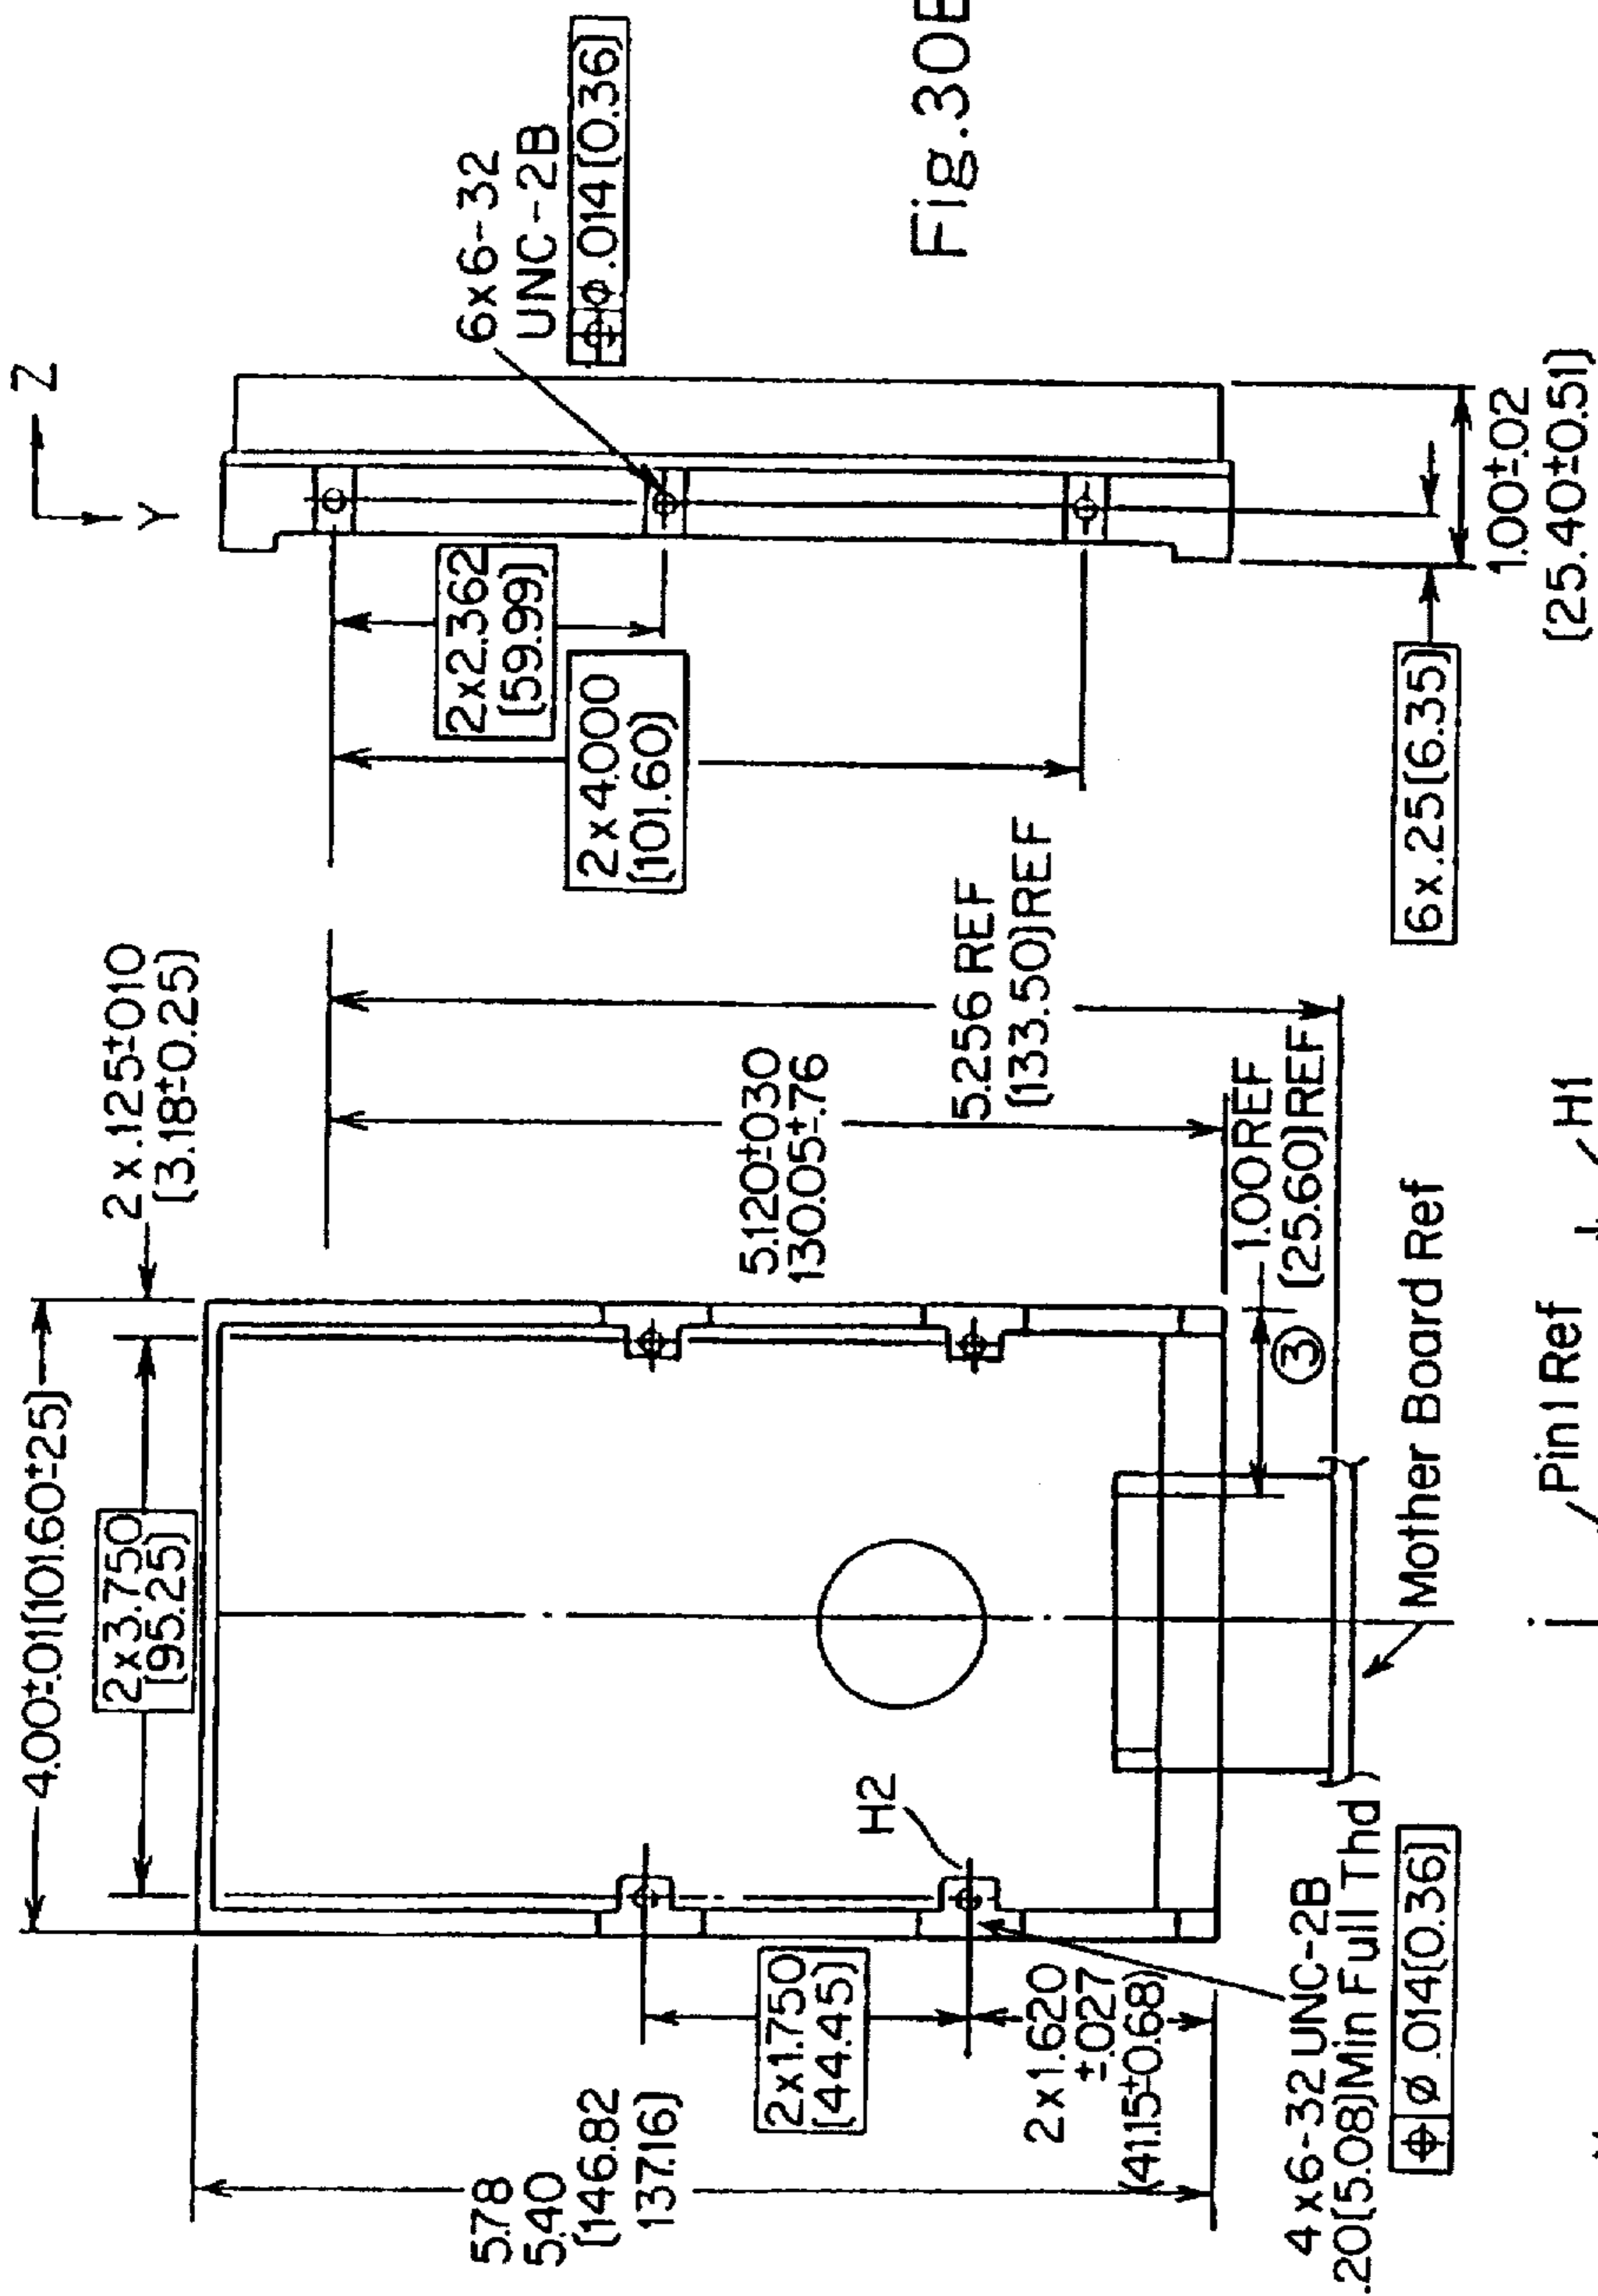 4.00±.01(101.60±25)
2x3.750
(95.25)
2x.125±010
(3.18±0.25)
5.120±030
130.05±.76
5.256 REF
(133.50)REF
1.00REF
(25.60)REF
3
H2
2x1.750
(44.45)
2x1.620
±.027
(41.15±0.68)
5.78
5.40
(146.82
137.16)
4x6-32 UNC-2B
.20(5.08)Min Full Thd
⌖ Ø .014(0.36)
Mother Board Ref
Z
Y
6x6-32
UNC-2B
⌖ Ø .014(0.36)
2x2.362
(59.99)
2x4.000
(101.60)
6x.25(6.35)
1.00±.02
(25.40±0.51)
Pin1Ref
H1